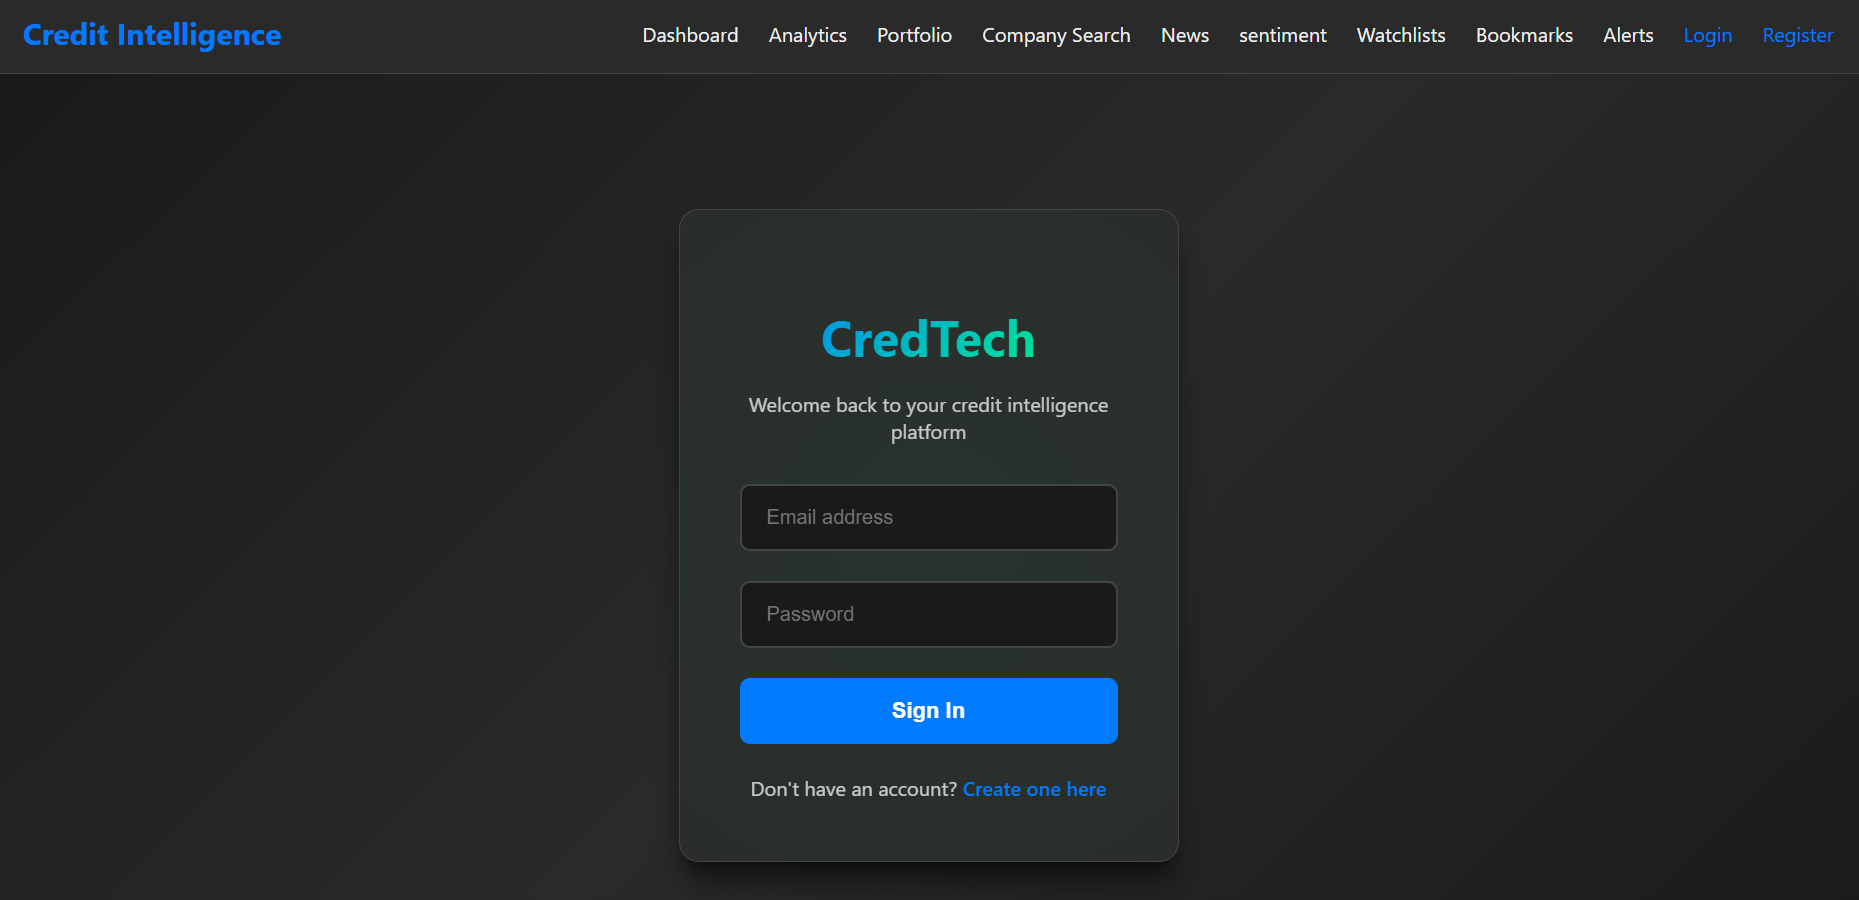 Credit Intelligence
Dashboard Analytics Portfolio Company Search News sentiment Watchlists Bookmarks Alerts Login Register
CredTech
Welcome back to your credit intelligence
platform
Email address
Password
Sign In
Don't have an account? Create one here